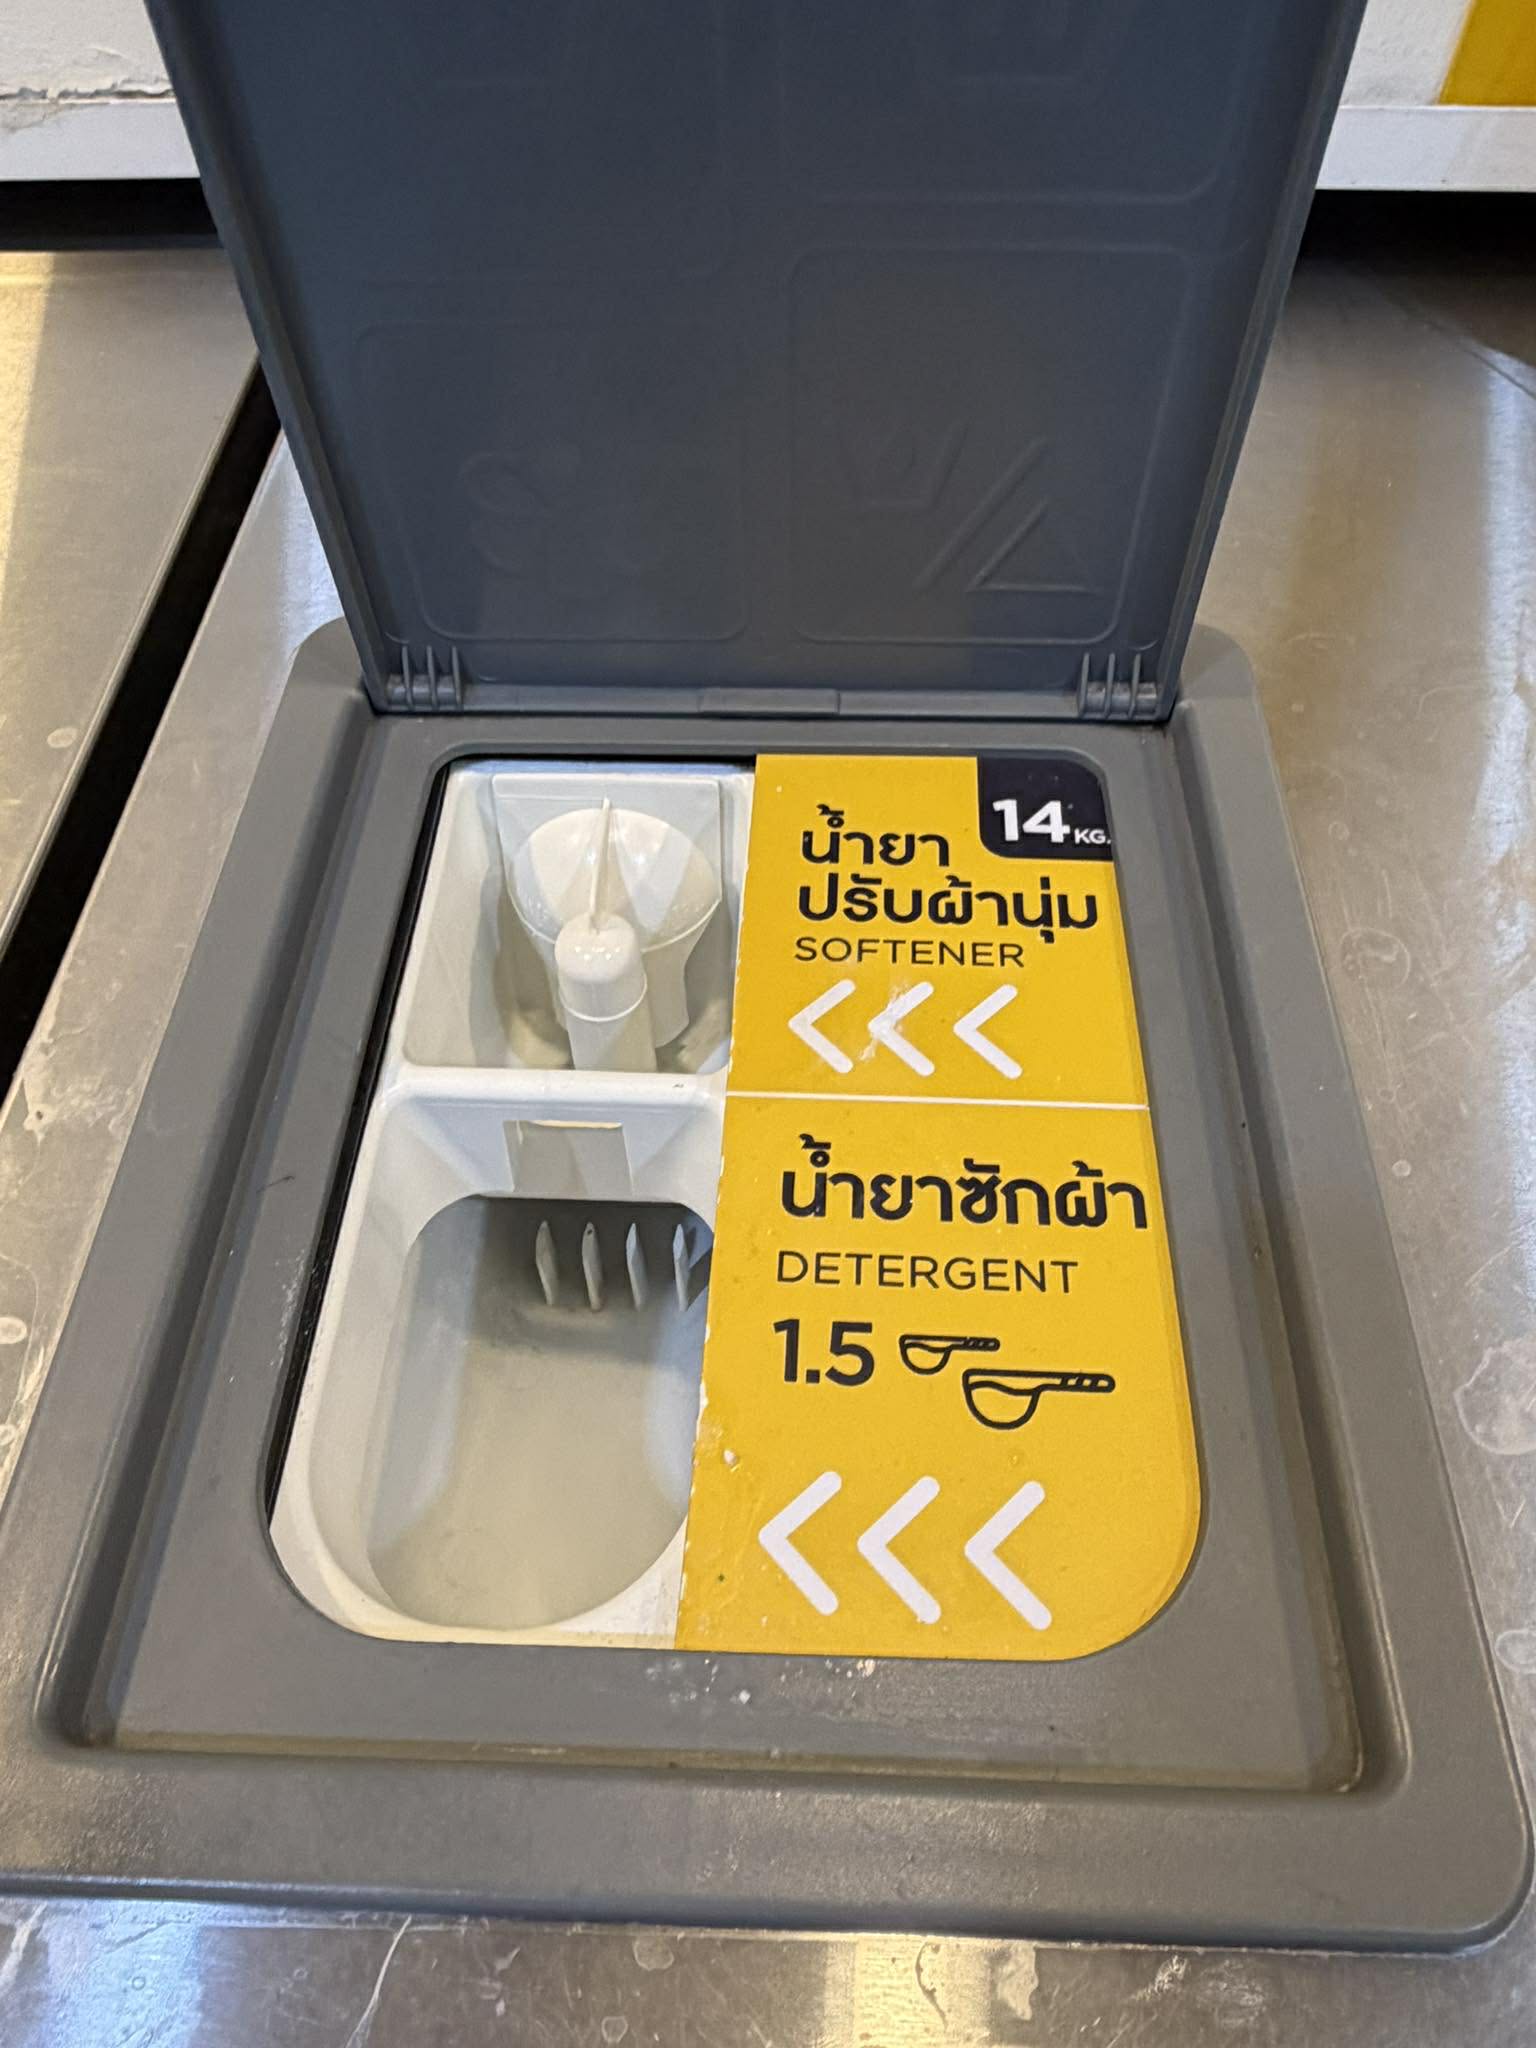 14 KG.
น้ำยา
ปรับผ้านุ่ม
SOFTENER
น้ำยาซักผ้า
DETERGENT
1.5